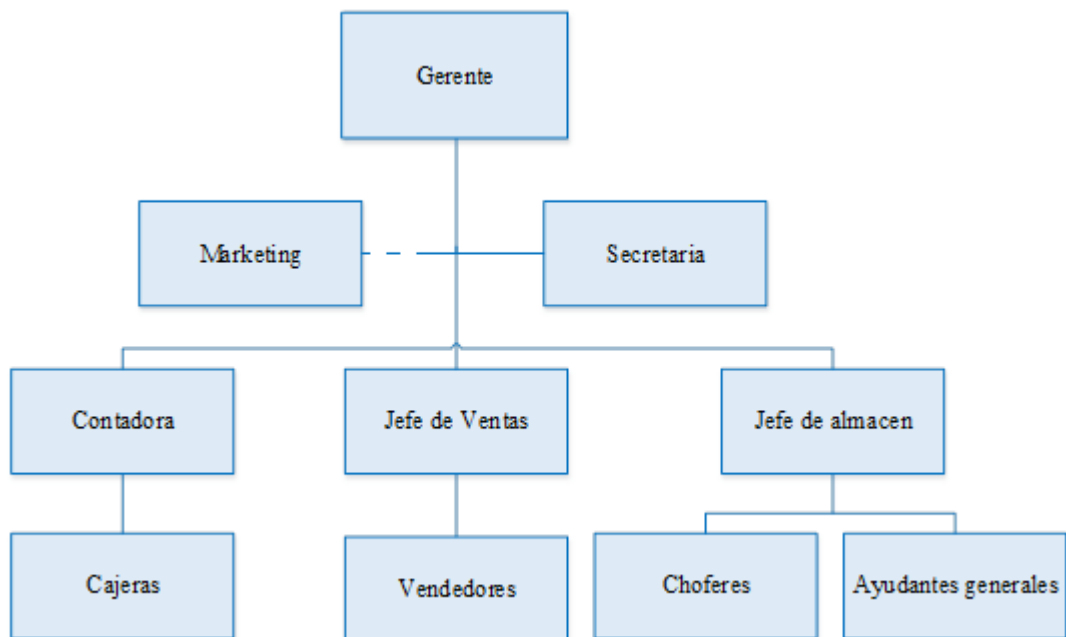 Gerente
Marketing
Secretaria
Contadora
Jefe de Ventas
Jefe de almacen
Cajeras
Vendedores
Choferes
Ayudantes generales